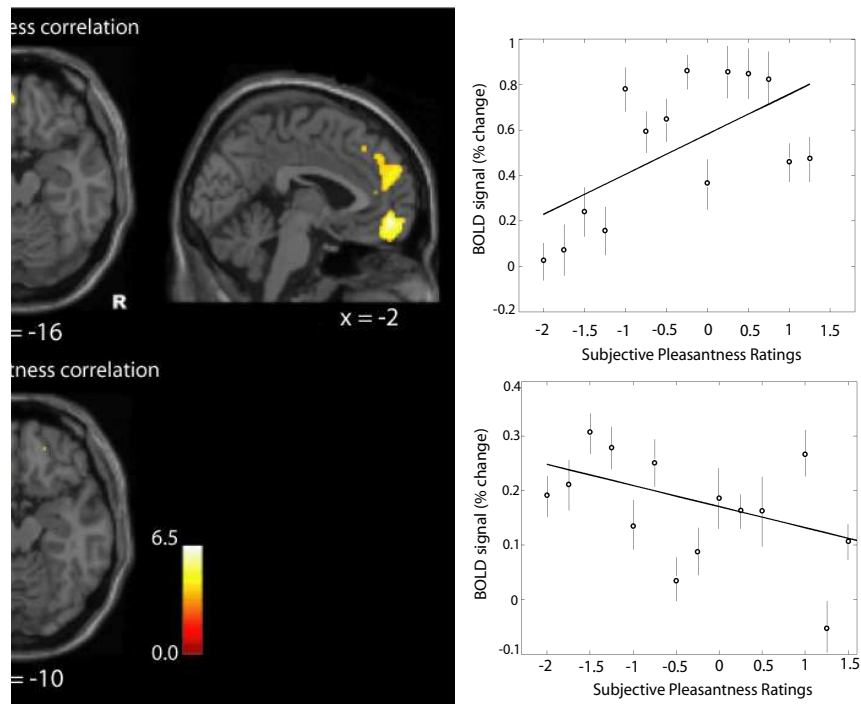 ess correlation
R
= -16
x = -2
tness correlation
6.5
0.0
= -10
1
0.8
0.6
0.4
0.2
0
-0.2
BOLD signal (% change)
-2 -1.5 -1 -0.5 0 0.5 1 1.5
Subjective Pleasantness Ratings
0.4
0.3
0.2
0.1
0
-0.1
BOLD signal (% change)
-2 -1.5 -1 -0.5 0 0.5 1 1.5
Subjective Pleasantness Ratings